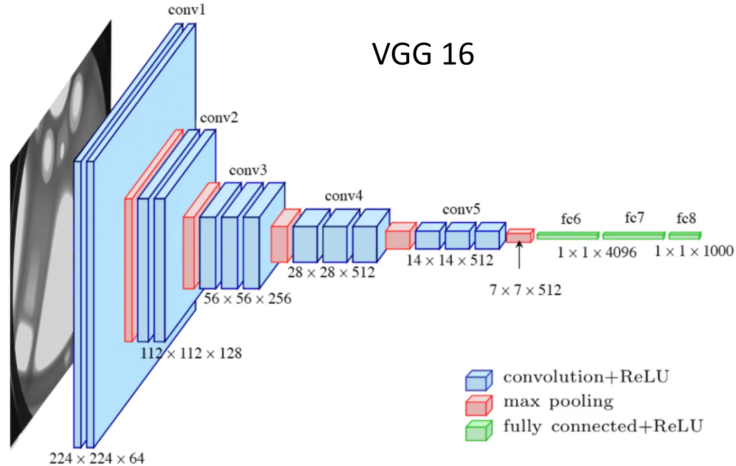 VGG 16
conv1
conv2
conv3
conv4
conv5
fc6
fc7
fc8
224 × 224 × 64
112 × 112 × 128
56 × 56 × 256
28 × 28 × 512
14 × 14 × 512
7 × 7 × 512
1 × 1 × 4096
1 × 1 × 1000
convolution+ReLU
max pooling
fully connected+ReLU